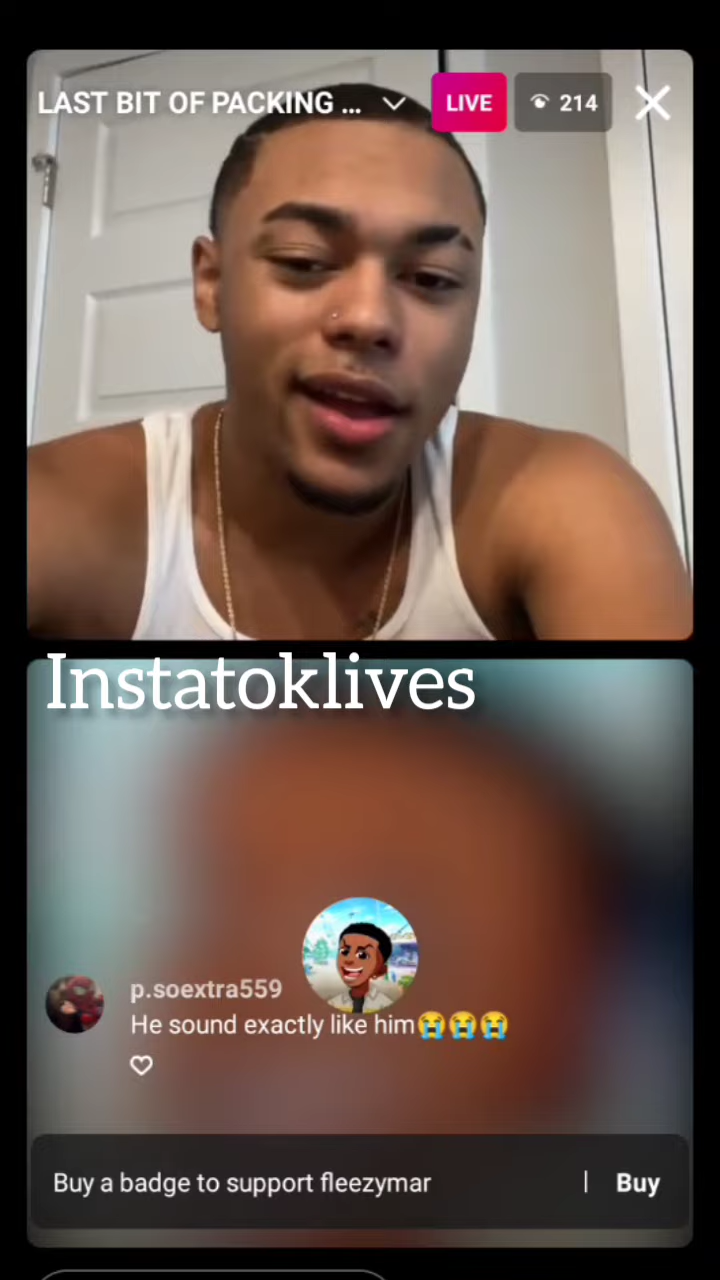 LAST BIT OF PACKING ...
LIVE
214
Instatoklives
p.soextra559
He sound exactly like him😭😭😭
Buy a badge to support fleezymar | Buy